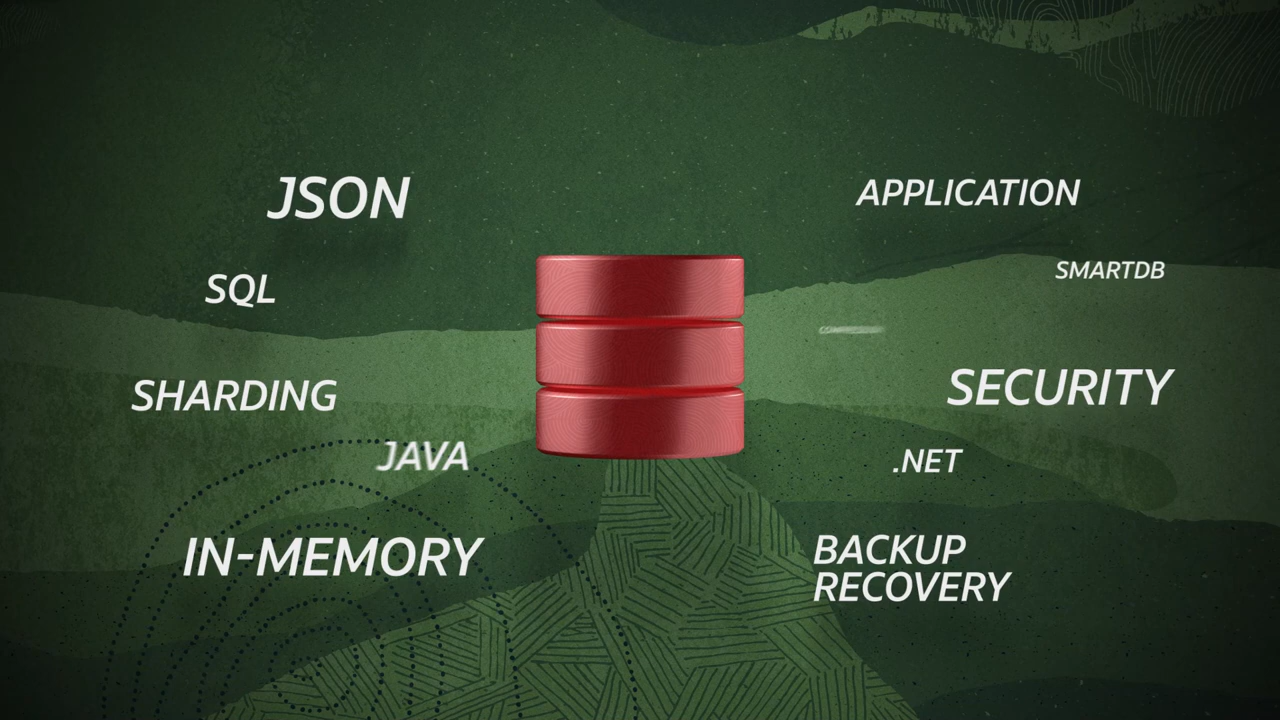 JSON
APPLICATION
SQL
SMARTDB
SHARDING
SECURITY
JAVA
.NET
IN-MEMORY
BACKUP
RECOVERY